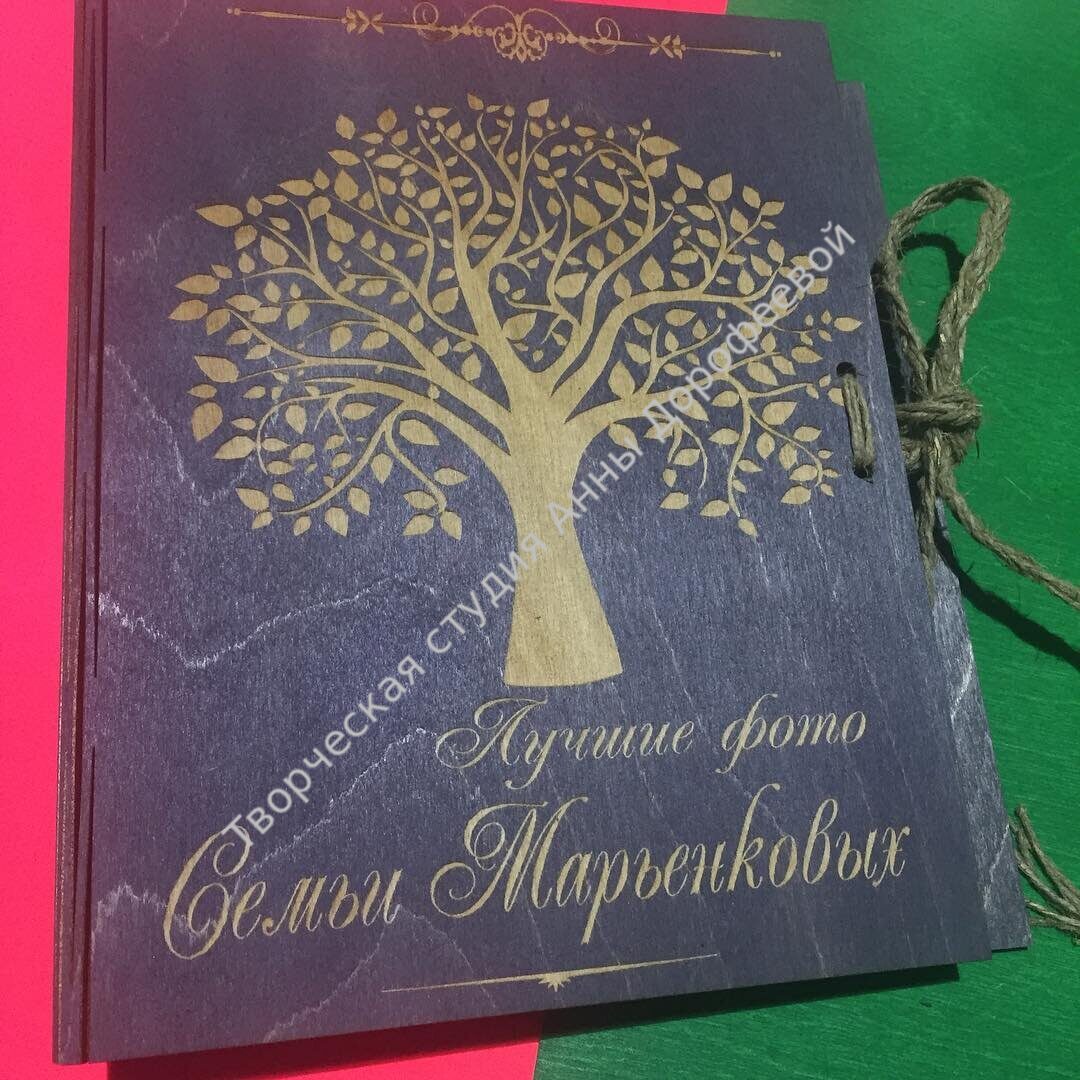 Лучшие фото
Семьи Марьенковых
Творческая студия Анны Дорофеевой